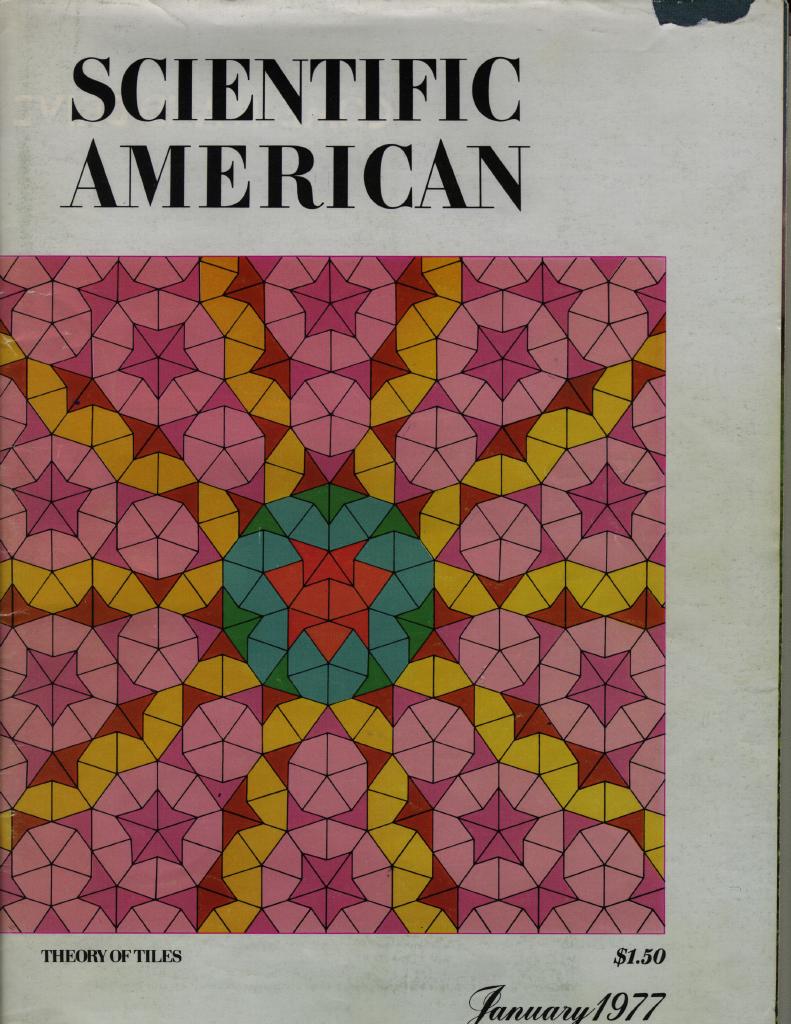 SCIENTIFIC
AMERICAN
THEORY OF TILES
$1.50
January 1977